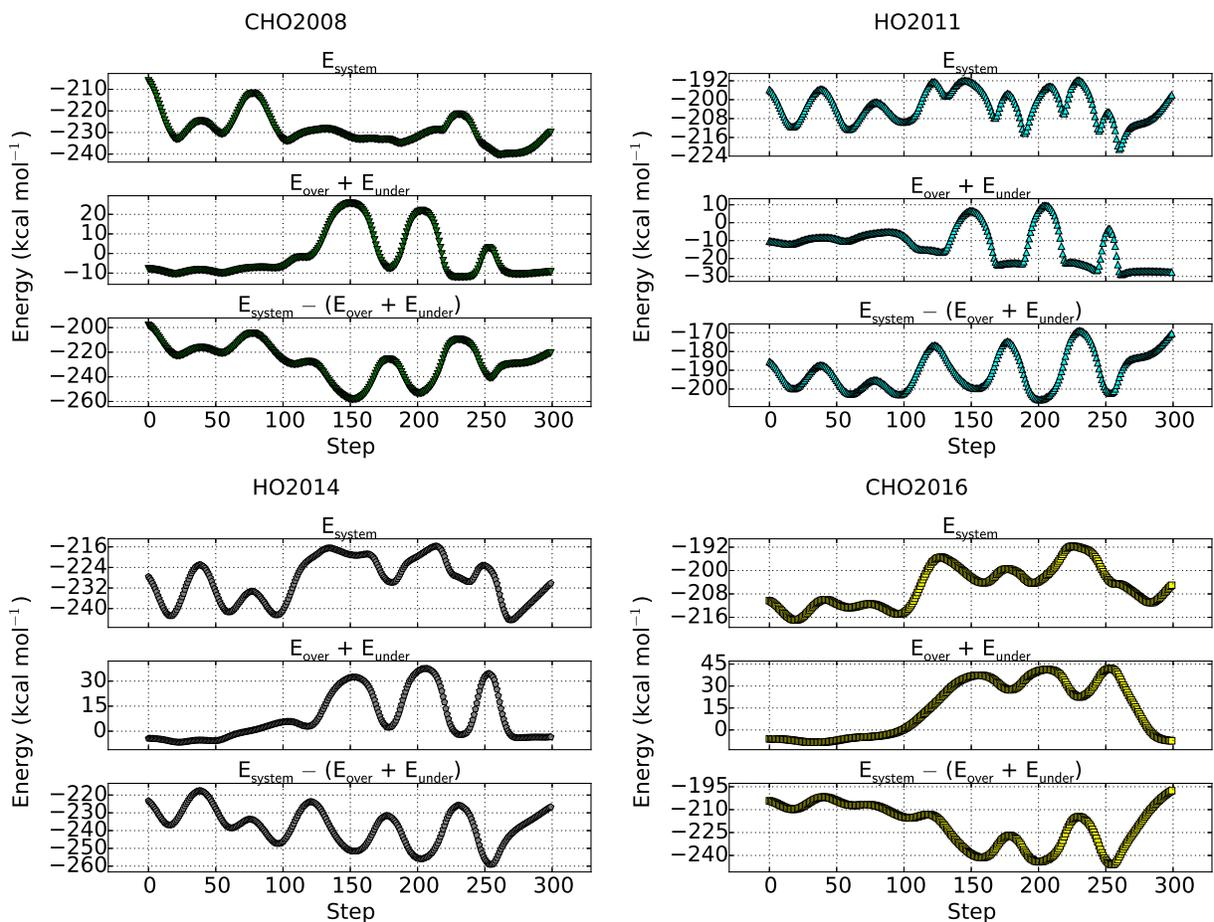 CHO2008
E_system
−210
−220
−230
−240
E_over + E_under
20
10
0
−10
E_system − (E_over + E_under)
−200
−220
−240
−260
0 50 100 150 200 250 300
Step
Energy (kcal mol⁻¹)
HO2011
E_system
−192
−200
−208
−216
−224
E_over + E_under
10
−10
−30
E_system − (E_over + E_under)
−170
−180
−190
−200
0 50 100 150 200 250 300
Step
Energy (kcal mol⁻¹)
HO2014
E_system
−216
−224
−232
−240
E_over + E_under
30
15
0
E_system − (E_over + E_under)
−220
−230
−240
−250
−260
0 50 100 150 200 250 300
Step
Energy (kcal mol⁻¹)
CHO2016
E_system
−192
−200
−208
−216
E_over + E_under
45
30
15
0
E_system − (E_over + E_under)
−195
−210
−225
−240
0 50 100 150 200 250 300
Step
Energy (kcal mol⁻¹)